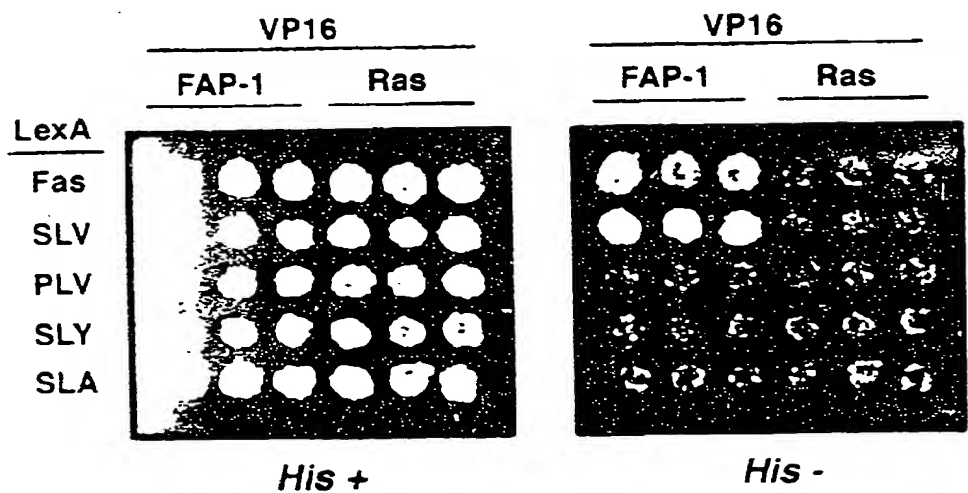 VP16
FAP-1 Ras
LexA
Fas
SLV
PLV
SLY
SLA
His +
VP16
FAP-1 Ras
His -